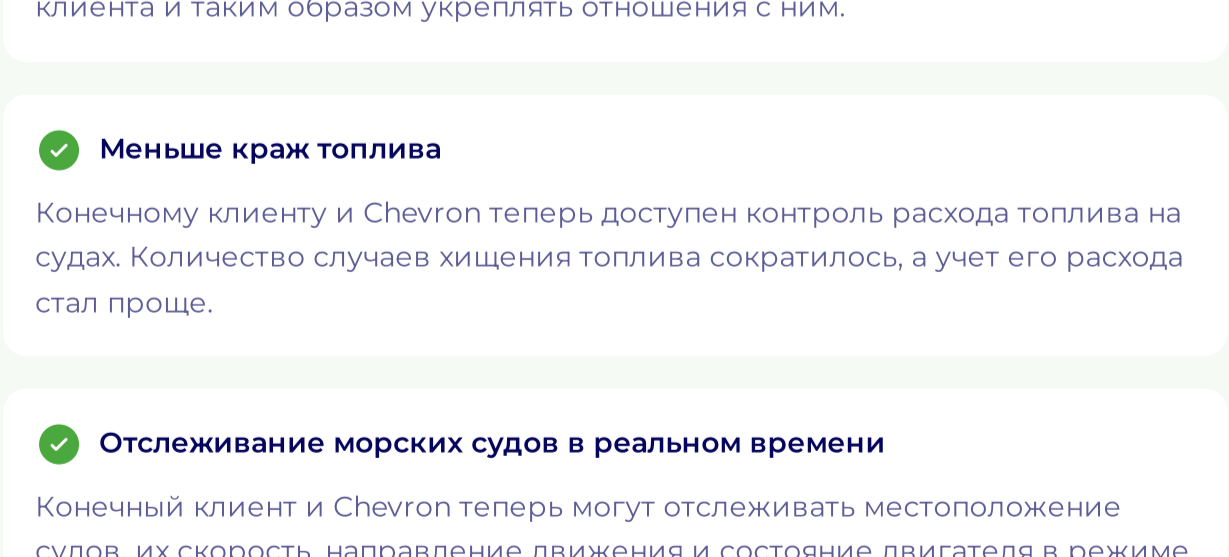 клиента и таким образом укреплять отношения с ним.
Меньше краж топлива
Конечному клиенту и Chevron теперь доступен контроль расхода топлива на
судах. Количество случаев хищения топлива сократилось, а учет его расхода
стал проще.
Отслеживание морских судов в реальном времени
Конечный клиент и Chevron теперь могут отслеживать местоположение
судов, их скорость, направление движения и состояние двигателя в режиме